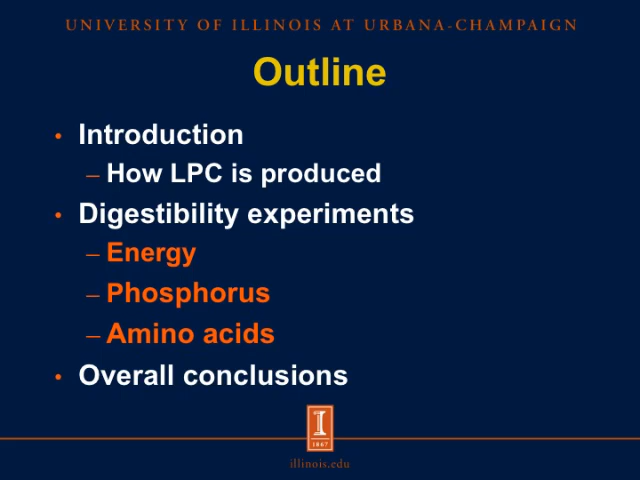 UNIVERSITY OF ILLINOIS AT URBANA-CHAMPAIGN
Outline
• Introduction
– How LPC is produced
• Digestibility experiments
– Energy
– Phosphorus
– Amino acids
• Overall conclusions
I
1867
illinois.edu